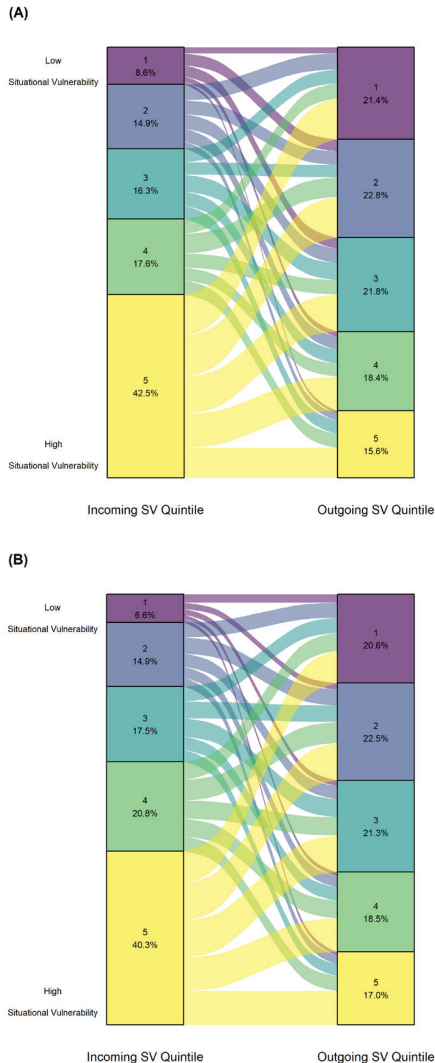 (A)
Low
Situational Vulnerability
1
8.6%
2
14.9%
3
16.3%
4
17.6%
5
42.5%
High
Situational Vulnerability
1
21.4%
2
22.8%
3
21.8%
4
18.4%
5
15.6%
Incoming SV Quintile
Outgoing SV Quintile
(B)
Low
Situational Vulnerability
1
6.6%
2
14.9%
3
17.5%
4
20.8%
5
40.3%
High
Situational Vulnerability
1
20.6%
2
22.5%
3
21.3%
4
18.5%
5
17.0%
Incoming SV Quintile
Outgoing SV Quintile